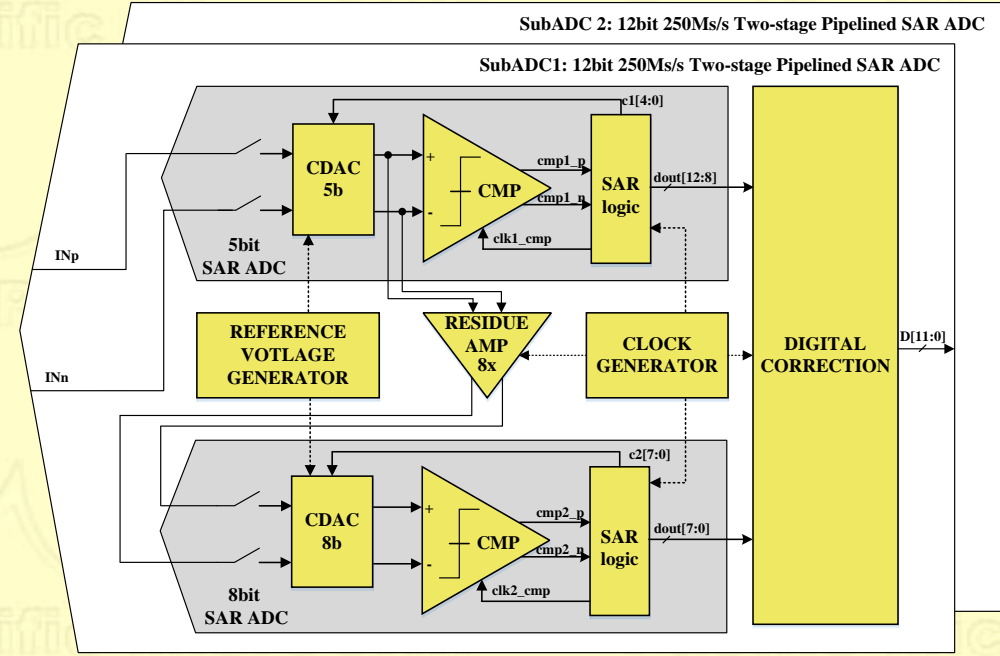 SubADC 2: 12bit 250Ms/s Two-stage Pipelined SAR ADC
SubADC1: 12bit 250Ms/s Two-stage Pipelined SAR ADC
c1[4:0]
CDAC
5b
+
-
CMP
cmp1_p
cmp1_n
clk1_cmp
SAR
logic
dout[12:8]
5bit
SAR ADC
INp
INn
REFERENCE
VOTLAGE
GENERATOR
RESIDUE
AMP
8x
CLOCK
GENERATOR
DIGITAL
CORRECTION
D[11:0]
c2[7:0]
CDAC
8b
+
-
CMP
cmp2_p
cmp2_n
clk2_cmp
SAR
logic
dout[7:0]
8bit
SAR ADC